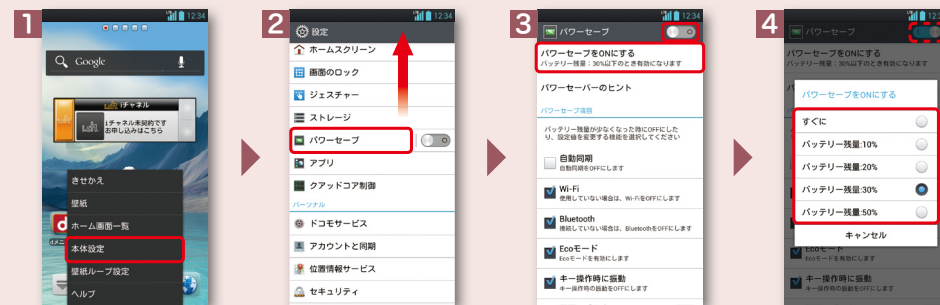 1
12:34
Google
iチャネル
iチャネル未契約です
お申し込みはこちら
きせかえ
壁紙
ホーム画面一覧
本体設定
壁紙ループ設定
ヘルプ
2
12:34
設定
ホームスクリーン
画面のロック
ジェスチャー
ストレージ
パワーセーブ
アプリ
クアッドコア制御
パーソナル
ドコモサービス
アカウントと同期
位置情報サービス
セキュリティ
3
12:34
パワーセーブ
パワーセーブをONにする
バッテリー残量：30%以下のとき有効になります
パワーセーバーのヒント
パワーセーブ項目
バッテリー残量が少なくなった時にOFFにした
り、設定値を変更する機能を選択してください
自動同期
自動同期をOFFにします
Wi-Fi
使用していない場合は、Wi-FiをOFFにします
Bluetooth
接続していない場合は、BluetoothをOFFにします
Ecoモード
Ecoモードを有効にします
キー操作時に振動
キー操作時の振動をOFFにします
4
パワーセーブ
パワーセーブをONにする
バッテリー残量：30%以下のとき有効になります
パワーセーブをONにする
すぐに
バッテリー残量:10%
バッテリー残量:20%
バッテリー残量:30%
バッテリー残量:50%
キャンセル
Ecoモード
Ecoモードを有効にします
キー操作時に振動
キー操作時の振動をOFFにします